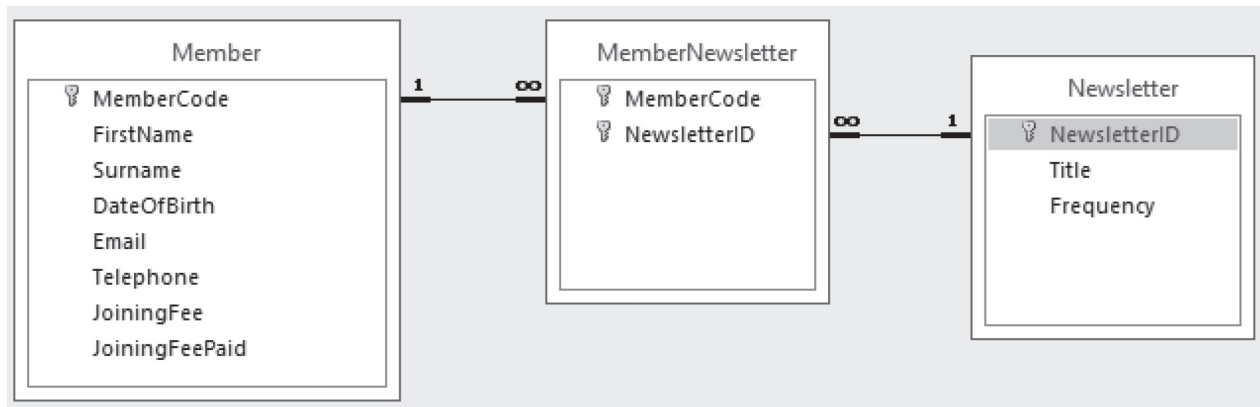 Member
MemberCode
FirstName
Surname
DateOfBirth
Email
Telephone
JoiningFee
JoiningFeePaid
1
∞
MemberNewsletter
MemberCode
NewsletterID
∞
1
Newsletter
NewsletterID
Title
Frequency